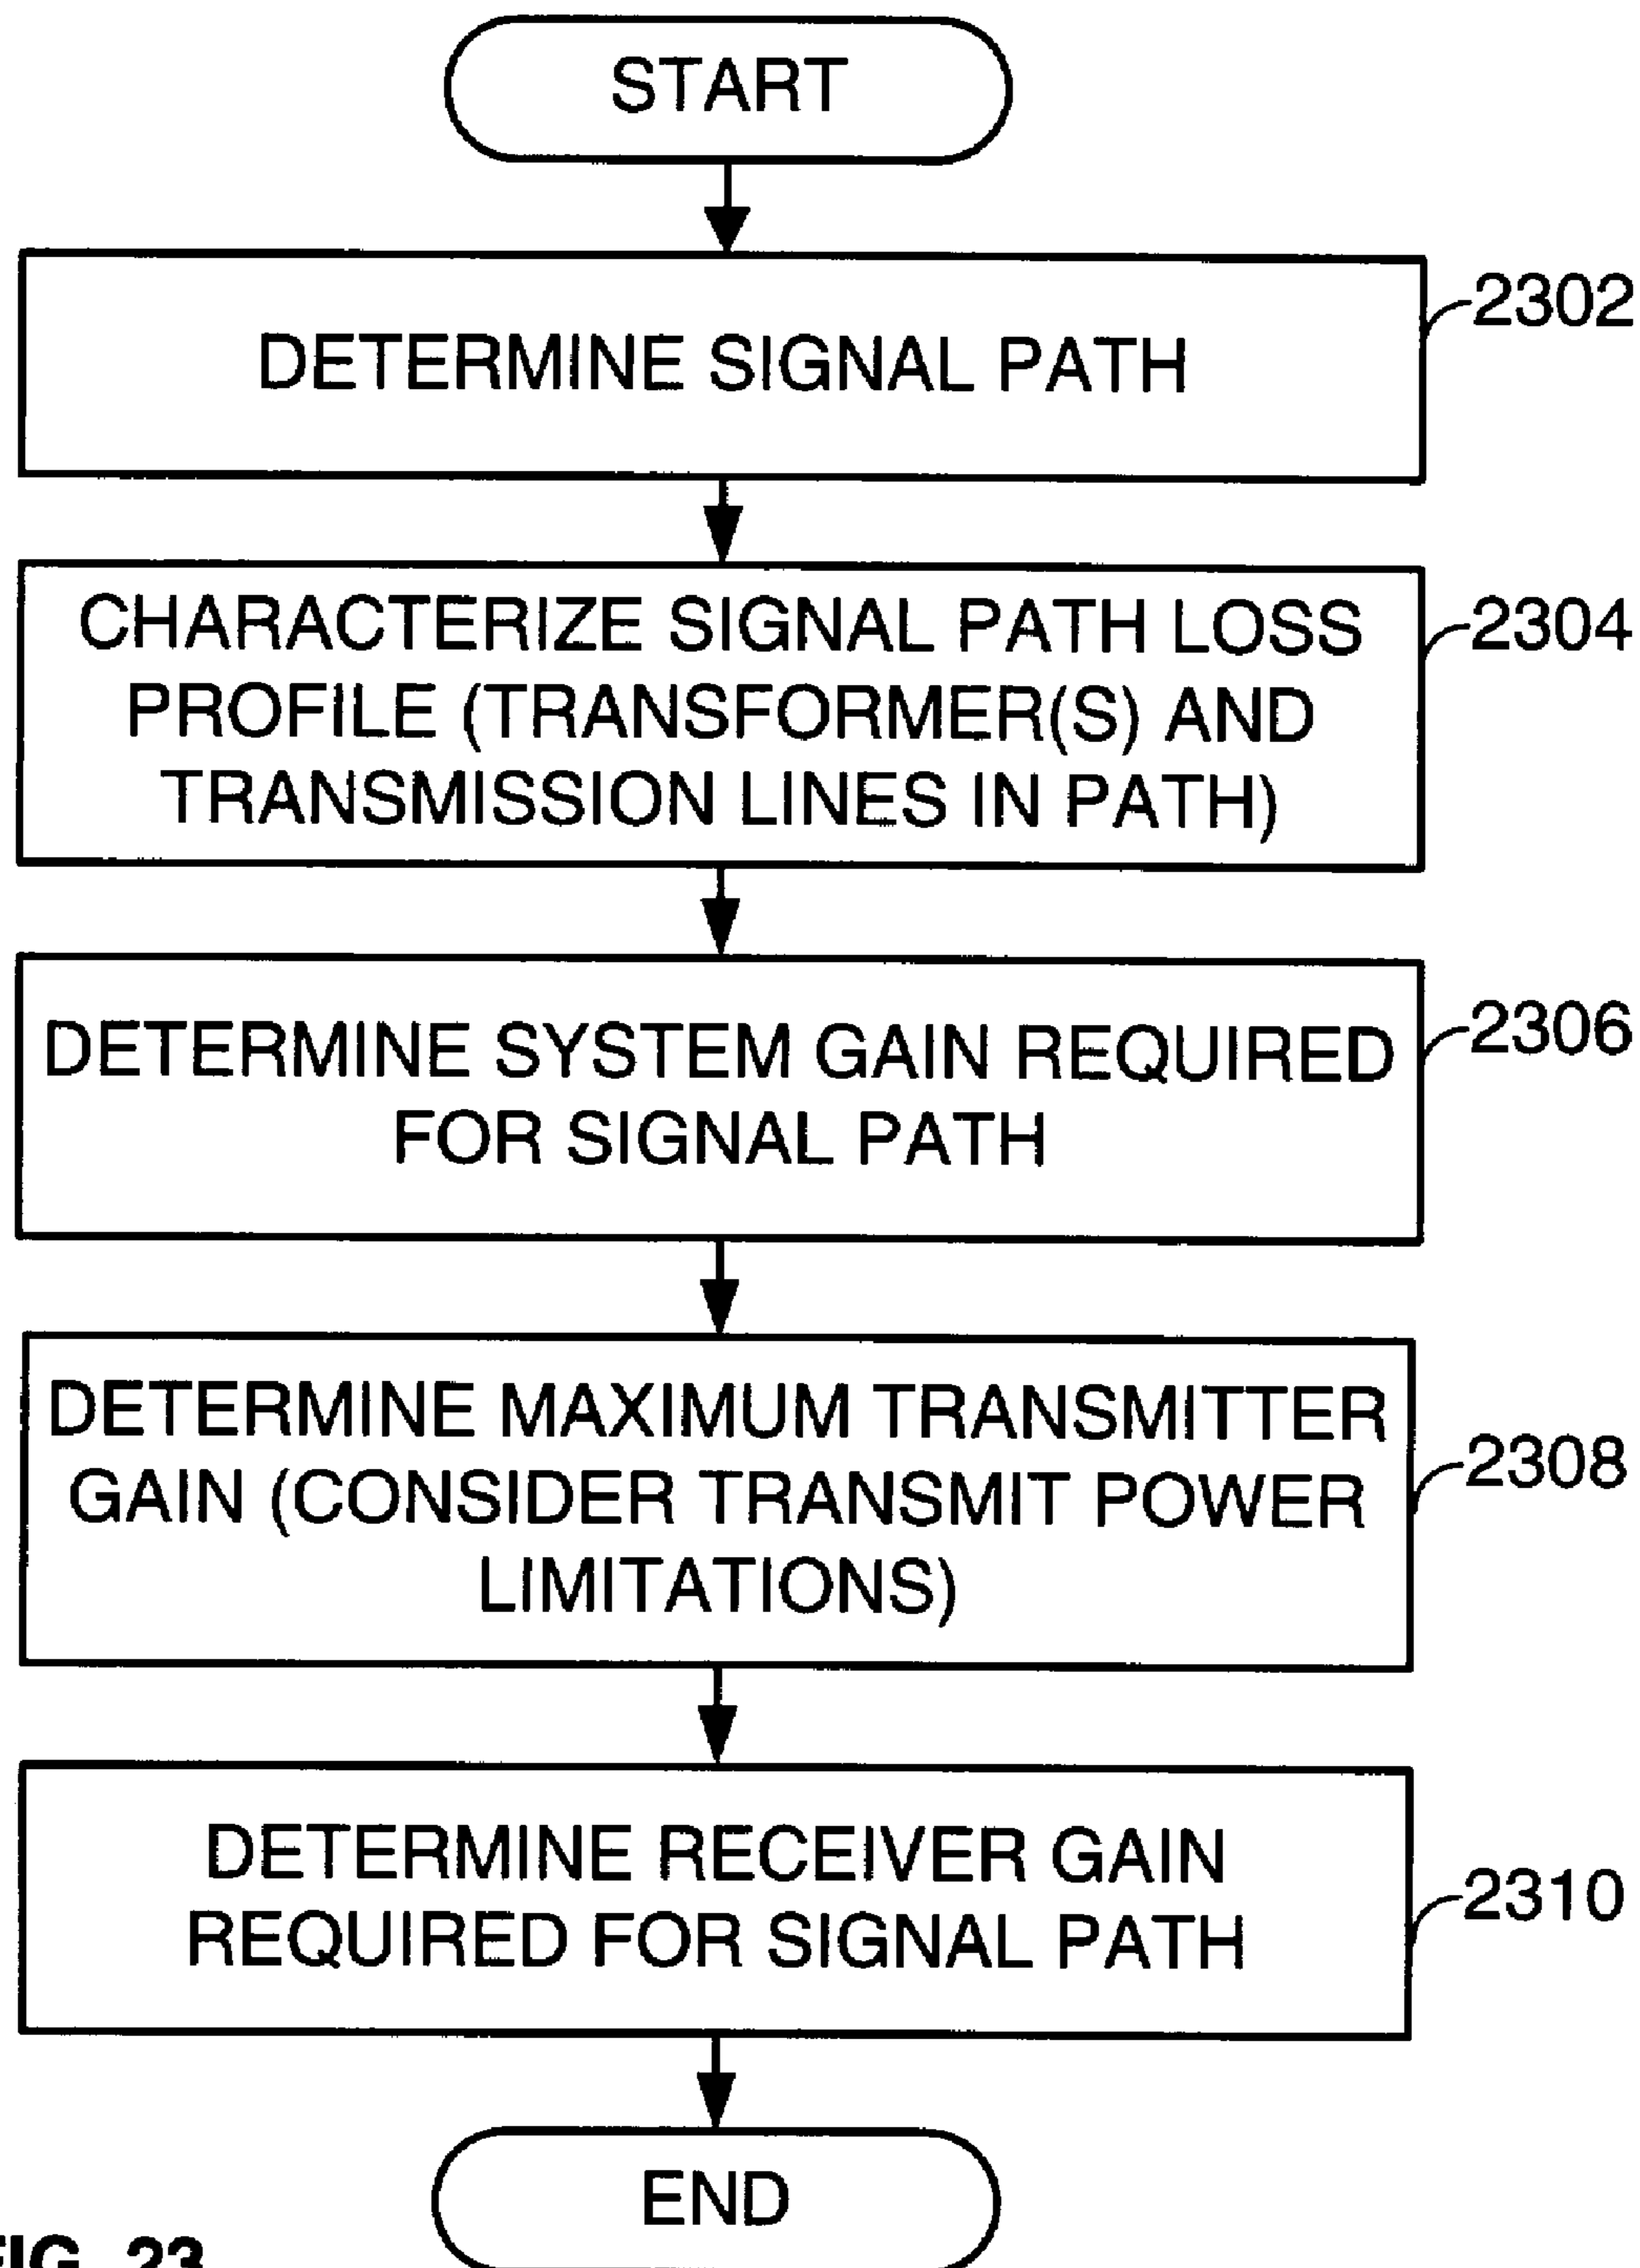 START
DETERMINE SIGNAL PATH
2302
CHARACTERIZE SIGNAL PATH LOSS
PROFILE (TRANSFORMER(S) AND
TRANSMISSION LINES IN PATH)
2304
DETERMINE SYSTEM GAIN REQUIRED
FOR SIGNAL PATH
2306
DETERMINE MAXIMUM TRANSMITTER
GAIN (CONSIDER TRANSMIT POWER
LIMITATIONS)
2308
DETERMINE RECEIVER GAIN
REQUIRED FOR SIGNAL PATH
2310
END
FIG. 23